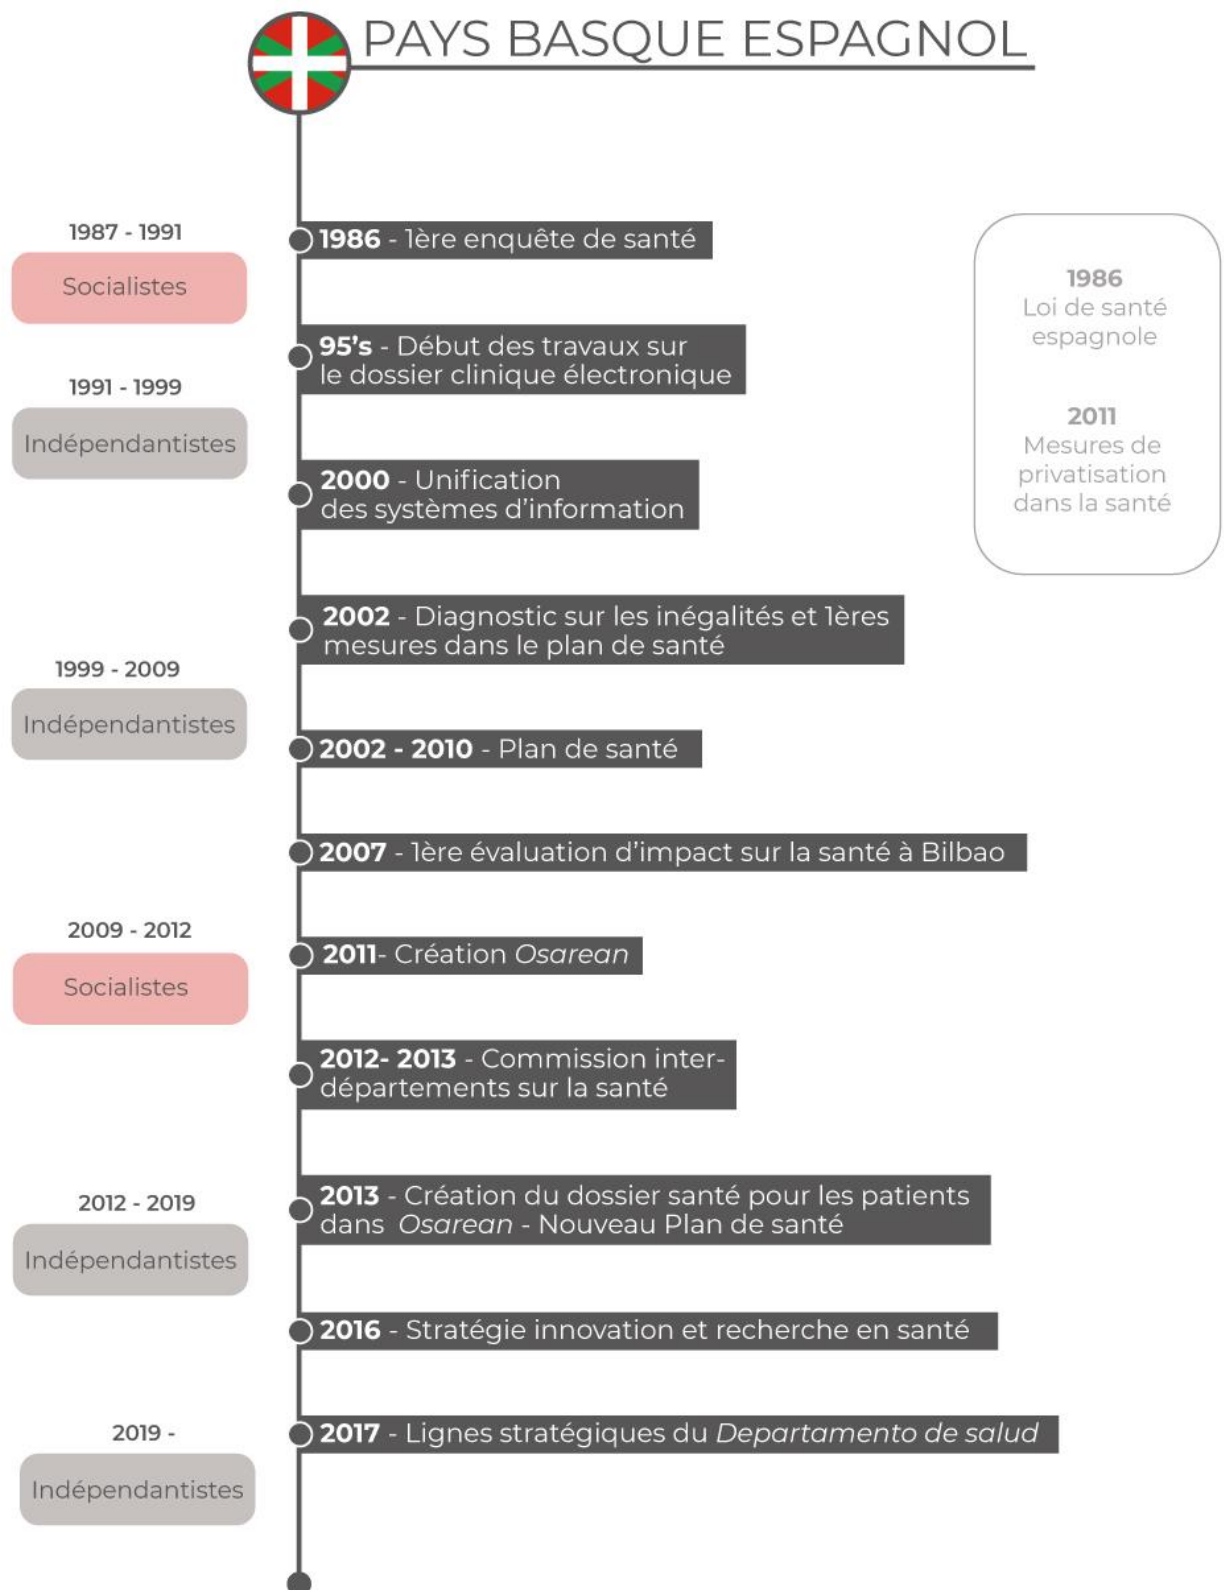 PAYS BASQUE ESPAGNOL
1987 - 1991
Socialistes
1991 - 1999
Indépendantistes
1999 - 2009
Indépendantistes
2009 - 2012
Socialistes
2012 - 2019
Indépendantistes
2019 -
Indépendantistes
1986 - 1ère enquête de santé
95’s - Début des travaux sur
le dossier clinique électronique
2000 - Unification
des systèmes d’information
2002 - Diagnostic sur les inégalités et 1ères
mesures dans le plan de santé
2002 - 2010 - Plan de santé
2007 - 1ère évaluation d’impact sur la santé à Bilbao
2011- Création Osarean
2012- 2013 - Commission inter-
départements sur la santé
2013 - Création du dossier santé pour les patients
dans Osarean - Nouveau Plan de santé
2016 - Stratégie innovation et recherche en santé
2017 - Lignes stratégiques du Departamento de salud
1986
Loi de santé
espagnole
2011
Mesures de
privatisation
dans la santé